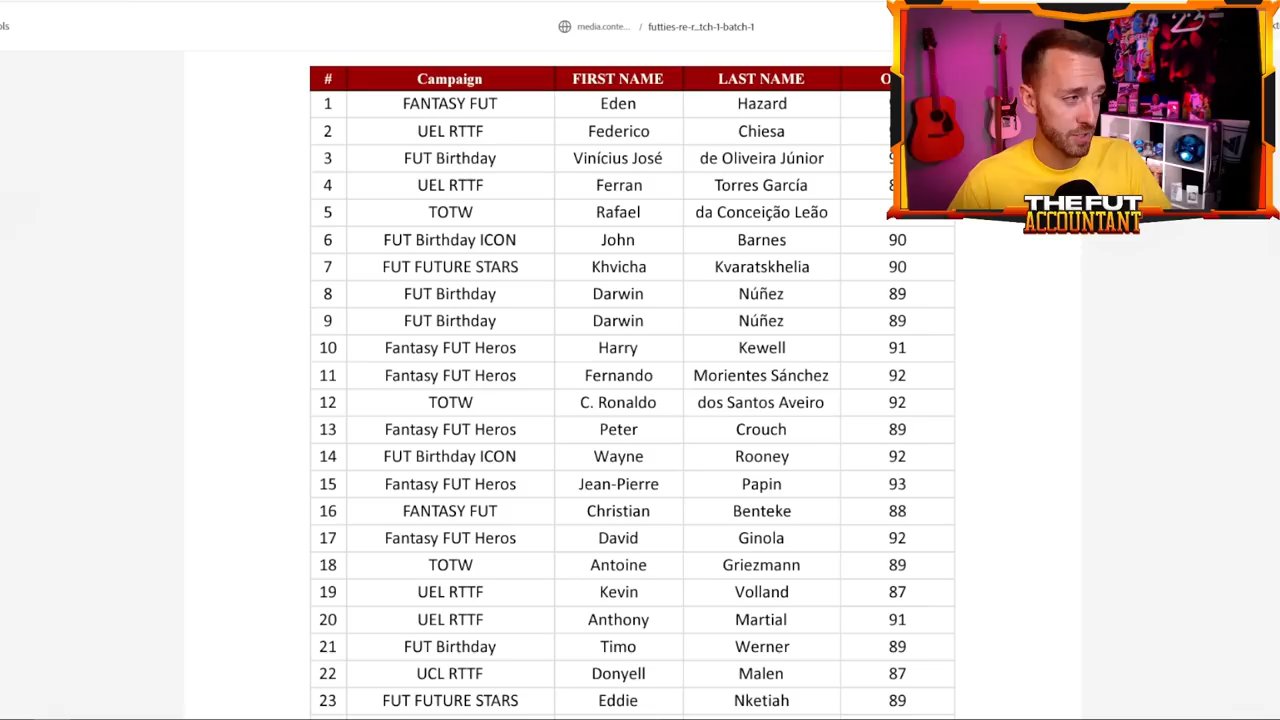 ols
media.conte... / futties-re-r...tch-1-batch-1
# Campaign FIRST NAME LAST NAME
1 FANTASY FUT Eden Hazard
2 UEL RTTF Federico Chiesa
3 FUT Birthday Vinícius José de Oliveira Júnior
4 UEL RTTF Ferran Torres García
5 TOTW Rafael da Conceição Leão
6 FUT Birthday ICON John Barnes 90
7 FUT FUTURE STARS Khvicha Kvaratskhelia 90
8 FUT Birthday Darwin Núñez 89
9 FUT Birthday Darwin Núñez 89
10 Fantasy FUT Heros Harry Kewell 91
11 Fantasy FUT Heros Fernando Morientes Sánchez 92
12 TOTW C. Ronaldo dos Santos Aveiro 92
13 Fantasy FUT Heros Peter Crouch 89
14 FUT Birthday ICON Wayne Rooney 92
15 Fantasy FUT Heros Jean-Pierre Papin 93
16 FANTASY FUT Christian Benteke 88
17 Fantasy FUT Heros David Ginola 92
18 TOTW Antoine Griezmann 89
19 UEL RTTF Kevin Volland 87
20 UEL RTTF Anthony Martial 91
21 FUT Birthday Timo Werner 89
22 UCL RTTF Donyell Malen 87
23 FUT FUTURE STARS Eddie Nketiah 89
THE FUT
ACCOUNTANT